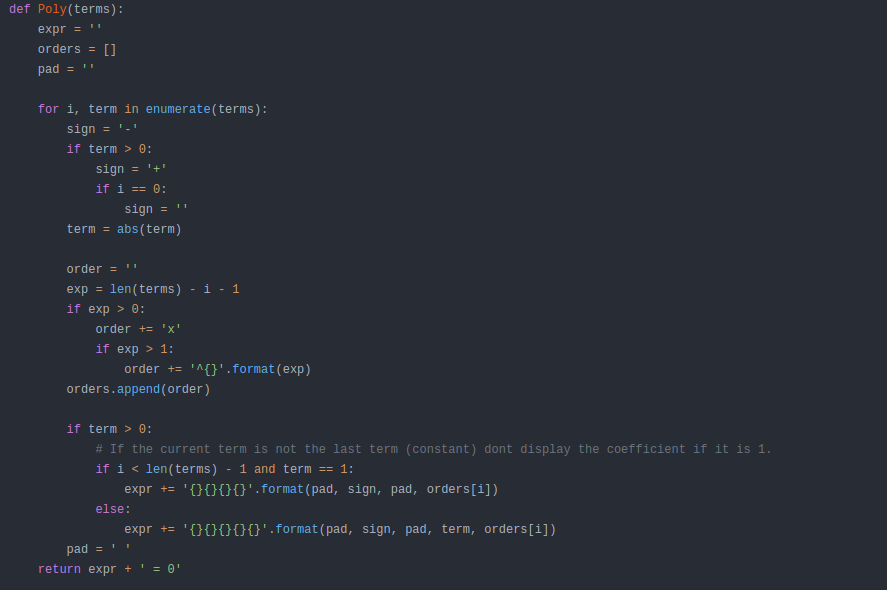 def Poly(terms):
    expr = ''
    orders = []
    pad = ''

    for i, term in enumerate(terms):
        sign = '-'
        if term > 0:
            sign = '+'
            if i == 0:
                sign = ''
        term = abs(term)

        order = ''
        exp = len(terms) - i - 1
        if exp > 0:
            order += 'x'
            if exp > 1:
                order += '^{}'.format(exp)
        orders.append(order)

        if term > 0:
            # If the current term is not the last term (constant) dont display the coefficient if it is 1.
            if i < len(terms) - 1 and term == 1:
                expr += '{}{}{}{}'.format(pad, sign, pad, orders[i])
            else:
                expr += '{}{}{}{}{}'.format(pad, sign, pad, term, orders[i])
        pad = ' '
    return expr + ' = 0'